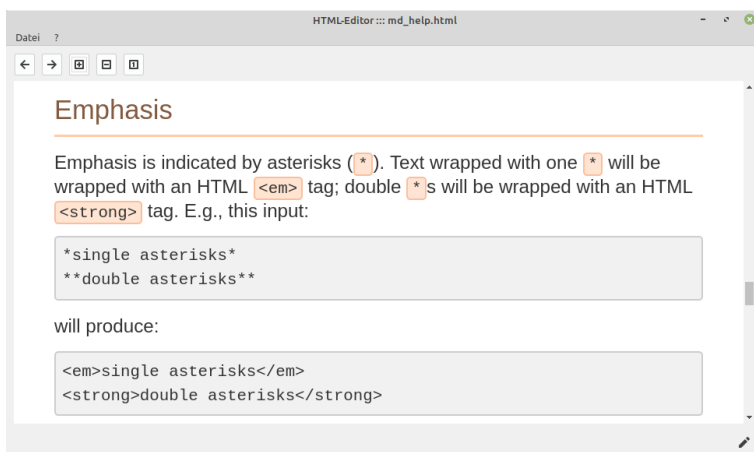 HTML-Editor ::: md_help.html
Datei ?
Emphasis
Emphasis is indicated by asterisks (*). Text wrapped with one * will be
wrapped with an HTML <em> tag; double *s will be wrapped with an HTML
<strong> tag. E.g., this input:
*single asterisks*
**double asterisks**
will produce:
<em>single asterisks</em>
<strong>double asterisks</strong>